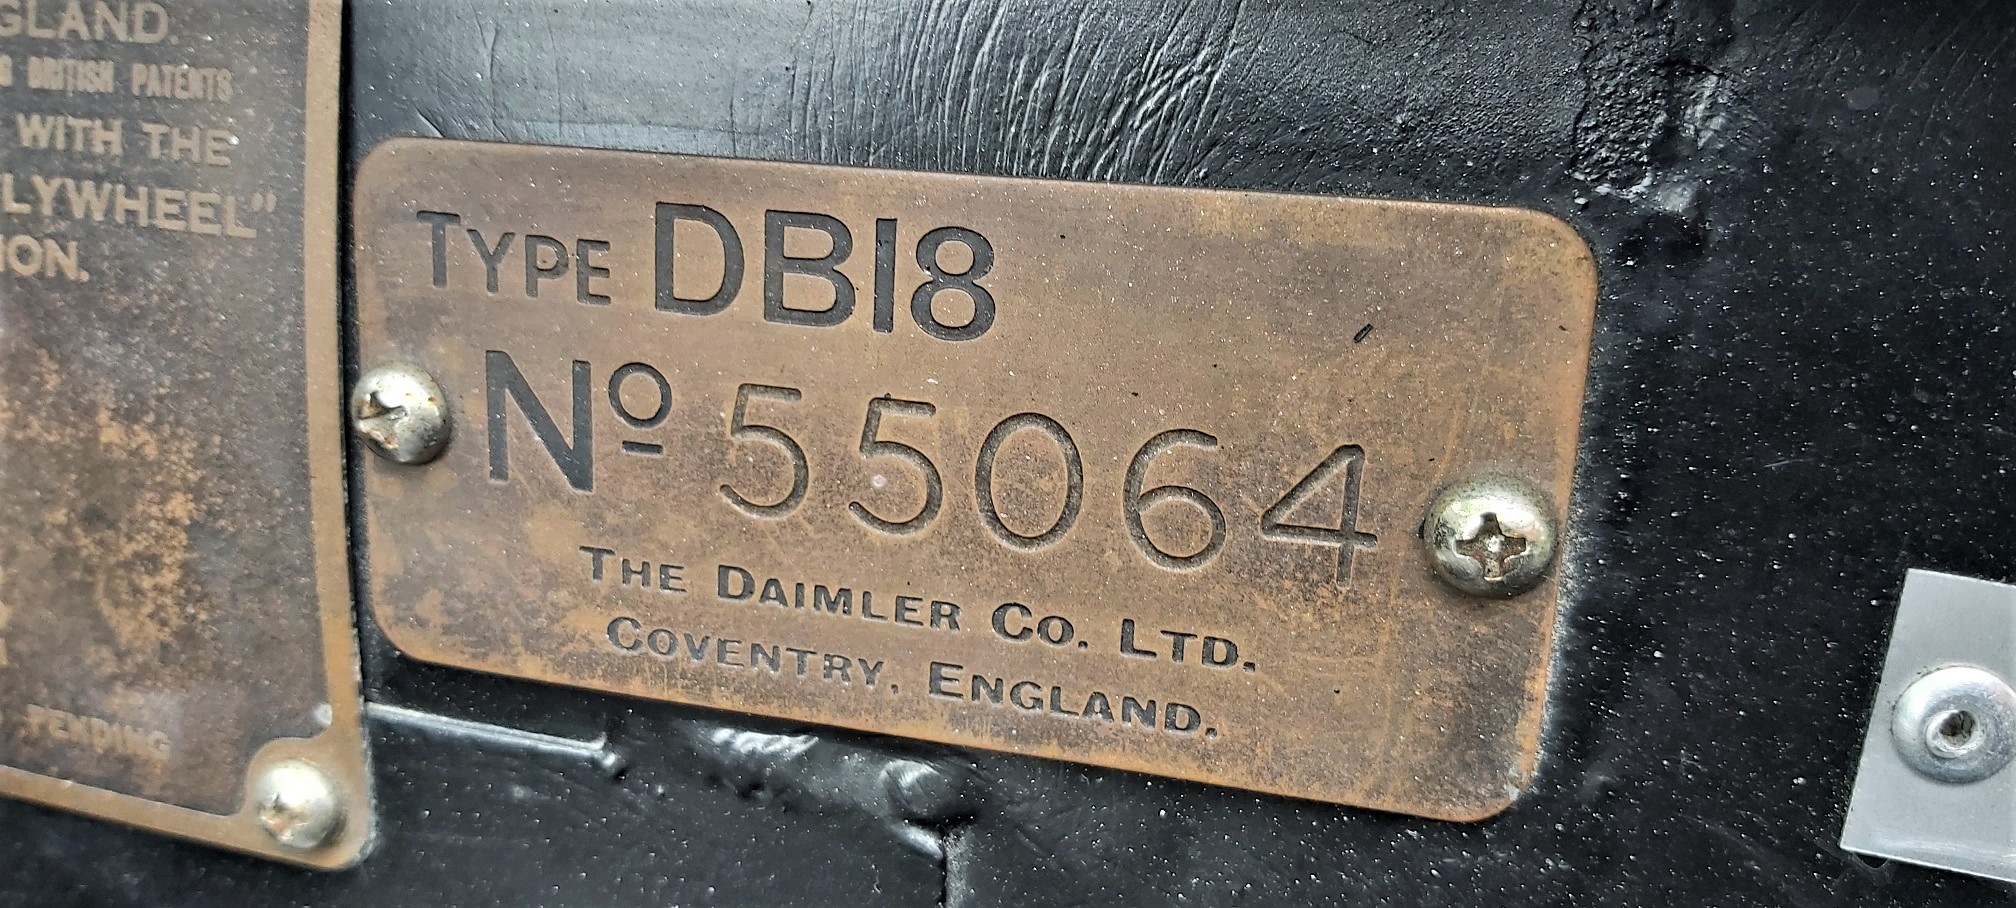 GLAND.
BRITISH PATENTS
WITH THE
LYWHEEL"
ION.
PENDING
TYPE DB18
Nº 55064
THE DAIMLER CO. LTD.
COVENTRY, ENGLAND.